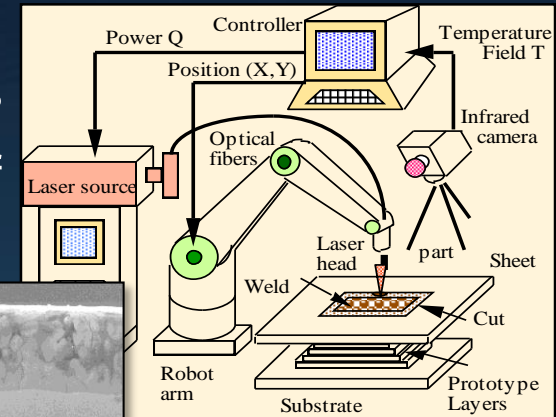 Controller
Power Q
Temperature
Field T
Position (X,Y)
Infrared
camera
Optical
fibers
Laser source
Laser
head
part
Sheet
Weld
Cut
Robot
arm
Prototype
Layers
Substrate